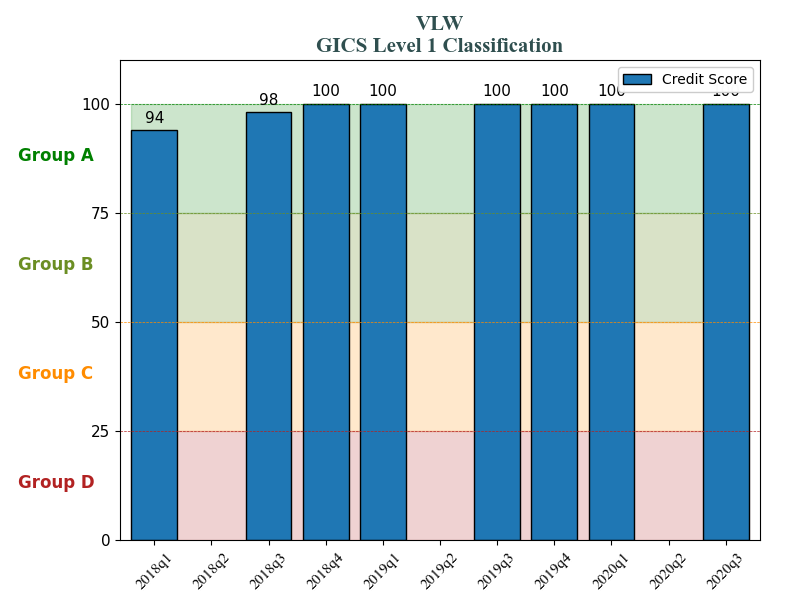 VLW
GICS Level 1 Classification
Credit Score
94
98
100
100
100
100
100
100
100
75
50
25
0
Group A
Group B
Group C
Group D
2018q1
2018q2
2018q3
2018q4
2019q1
2019q2
2019q3
2019q4
2020q1
2020q2
2020q3